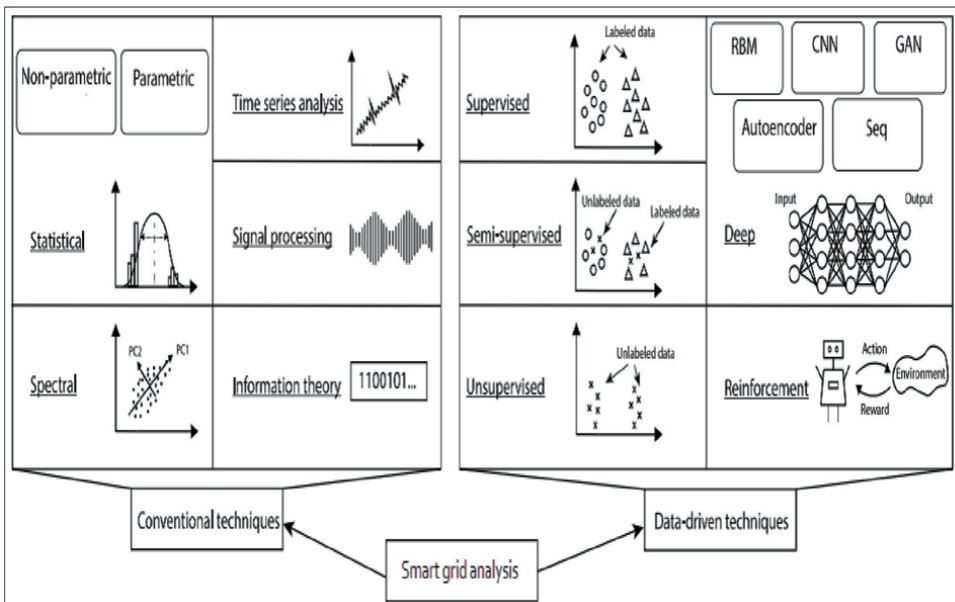 Non-parametric
Parametric
Statistical
PC2
PC1
Spectral
Time series analysis
Signal processing
Information theory
1100101...
Labeled data
Supervised
Unlabeled data
Labeled data
Semi-supervised
Unlabeled data
Unsupervised
RBM
CNN
GAN
Autoencoder
Seq
Input
Output
Deep
Action
Environment
Reward
Reinforcement
Conventional techniques
Data-driven techniques
Smart grid analysis